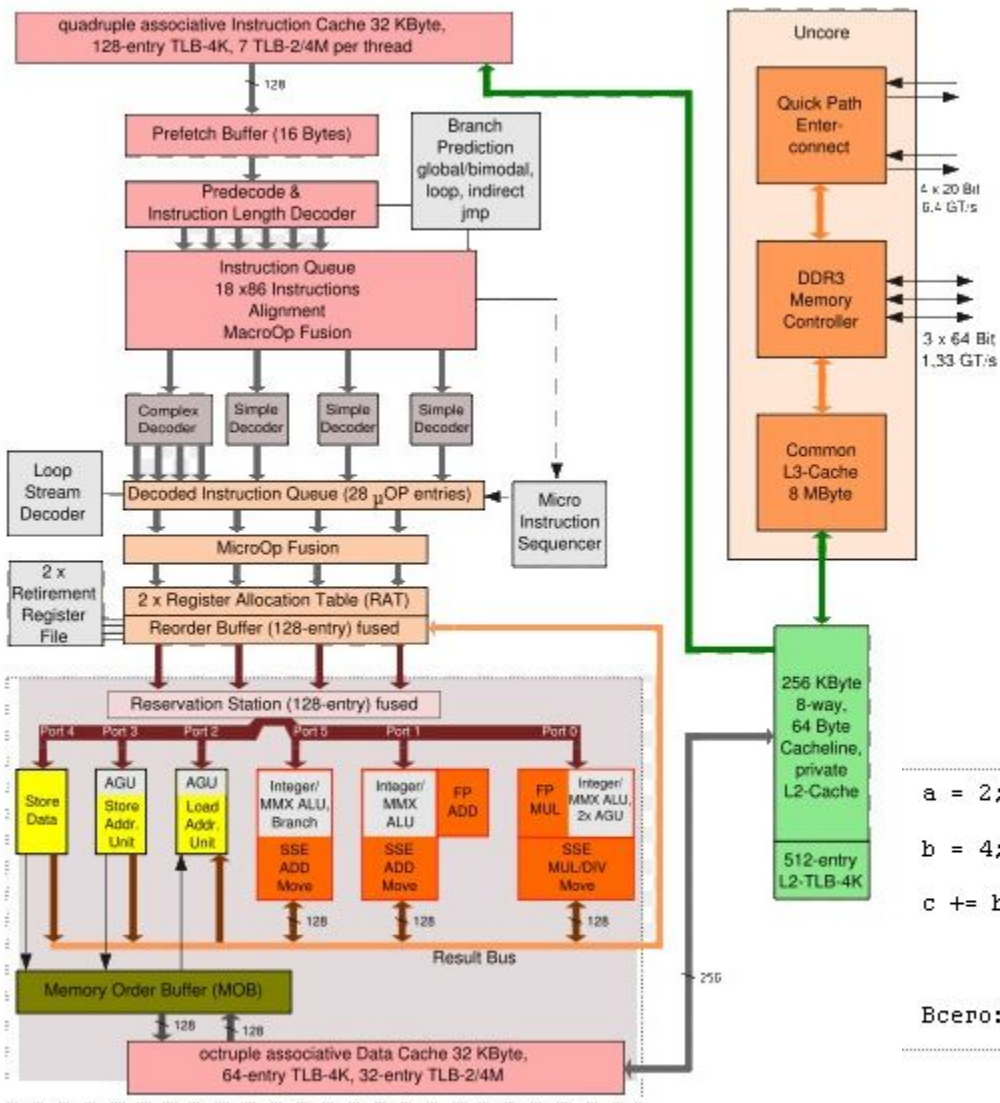 quadruple associative Instruction Cache 32 KByte,
128-entry TLB-4K, 7 TLB-2/4M per thread
128
Prefetch Buffer (16 Bytes)
Predecode &
Instruction Length Decoder
Branch
Prediction
global/bimodal,
loop, indirect
jmp
Instruction Queue
18 x86 Instructions
Alignment
MacroOp Fusion
Complex
Decoder
Simple
Decoder
Simple
Decoder
Simple
Decoder
Loop
Stream
Decoder
Decoded Instruction Queue (28 µOP entries)
Micro
Instruction
Sequencer
MicroOp Fusion
2 x
Retirement
Register
File
2 x Register Allocation Table (RAT)
Reorder Buffer (128-entry) fused
Reservation Station (128-entry) fused
Port 4
Port 3
Port 2
Port 5
Port 1
Port 0
Store
Data
AGU
Store
Addr.
Unit
AGU
Load
Addr.
Unit
Integer/
MMX ALU,
Branch
SSE
ADD
Move
Integer/
MMX
ALU
FP
ADD
SSE
ADD
Move
FP
MUL
Integer/
MMX ALU,
2x AGU
SSE
MUL/DIV
Move
128
128
128
Result Bus
Memory Order Buffer (MOB)
128
128
octruple associative Data Cache 32 KByte,
64-entry TLB-4K, 32-entry TLB-2/4M
256
Uncore
Quick Path
Enter-
connect
4 x 20 Bit
6,4 GT/s
DDR3
Memory
Controller
3 x 64 Bit
1,33 GT/s
Common
L3-Cache
8 MByte
256 KByte
8-way,
64 Byte
Cacheline,
private
L2-Cache
512-entry
L2-TLB-4K
a = 2;
b = 4;
c +=
Всего: